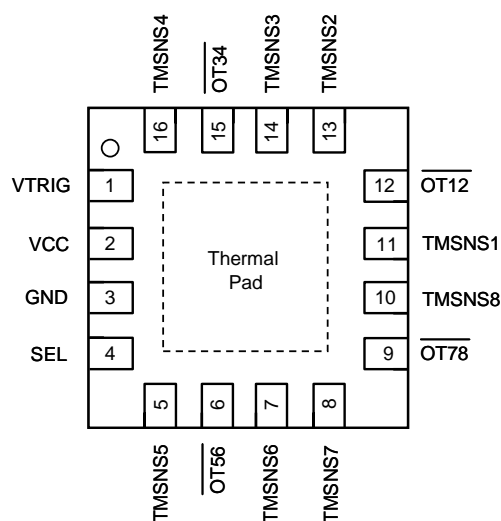 TMSNS4
OT34
TMSNS3
TMSNS2
16
15
14
13
VTRIG
1
12
OT12
VCC
2
11
TMSNS1
Thermal
Pad
GND
3
10
TMSNS8
SEL
4
9
OT78
5
6
7
8
TMSNS5
OT56
TMSNS6
TMSNS7